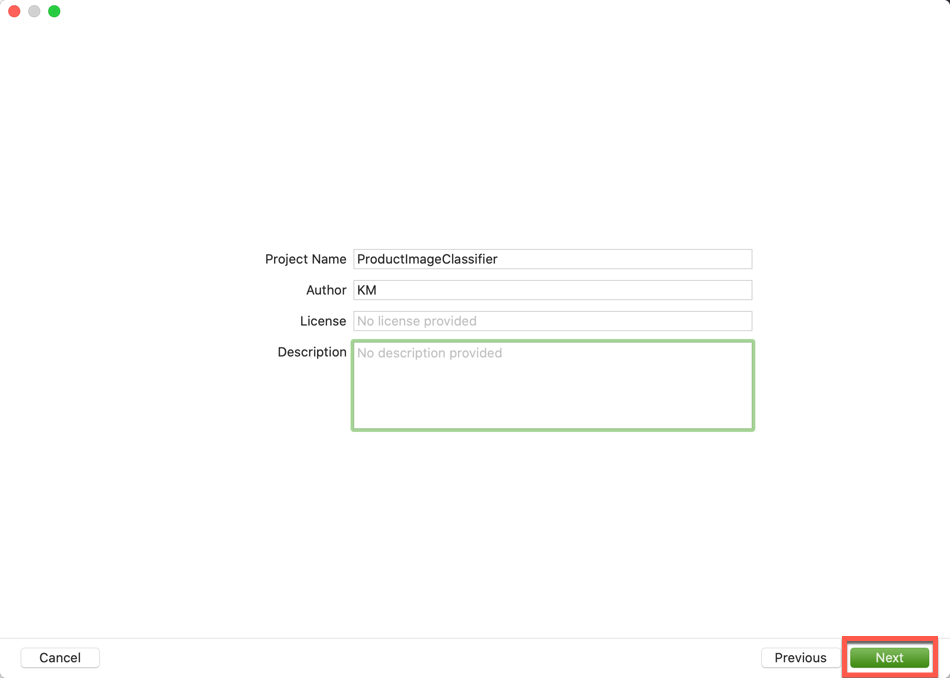 Project Name ProductImageClassifier
Author KM
License No license provided
Description No description provided
Cancel Previous Next